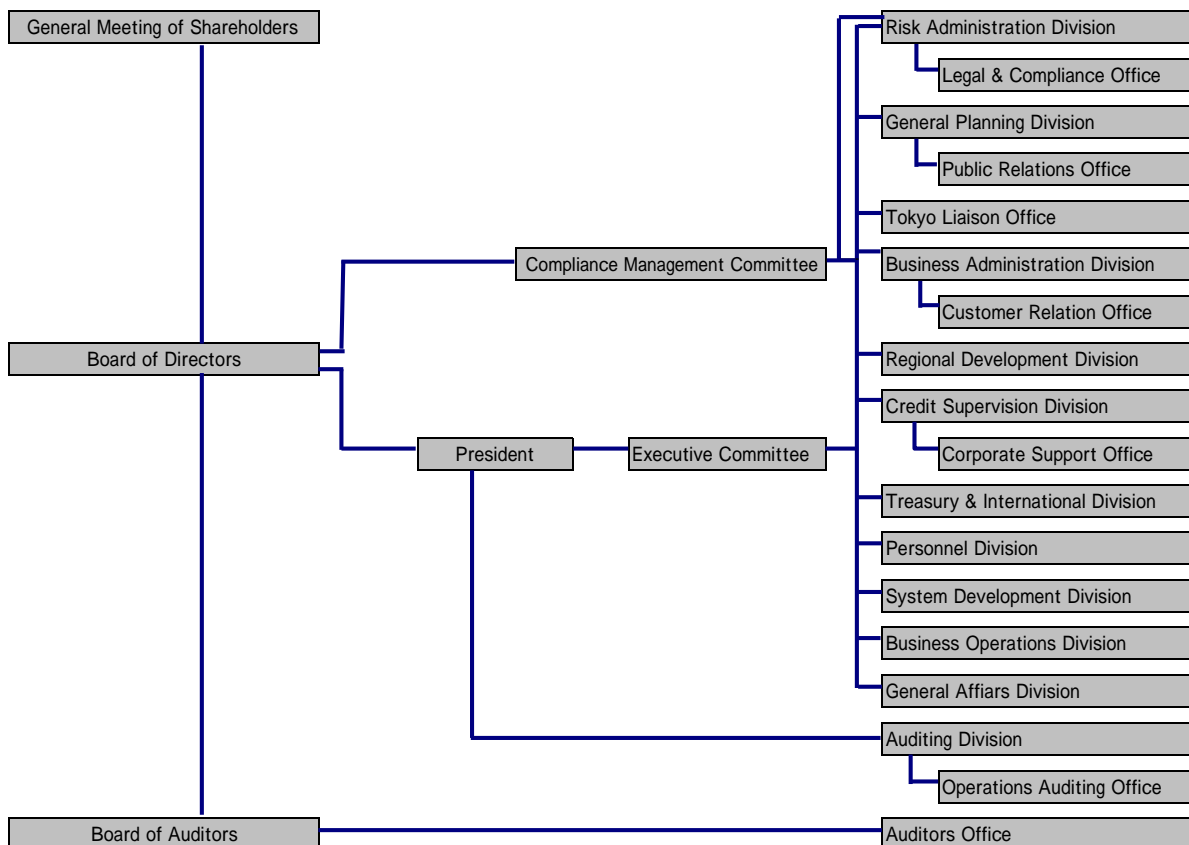 General Meeting of Shareholders
Risk Administration Division
Legal & Compliance Office
General Planning Division
Public Relations Office
Tokyo Liaison Office
Compliance Management Committee
Business Administration Division
Customer Relation Office
Board of Directors
Regional Development Division
Credit Supervision Division
President
Executive Committee
Corporate Support Office
Treasury & International Division
Personnel Division
System Development Division
Business Operations Division
General Affiars Division
Auditing Division
Operations Auditing Office
Board of Auditors
Auditors Office